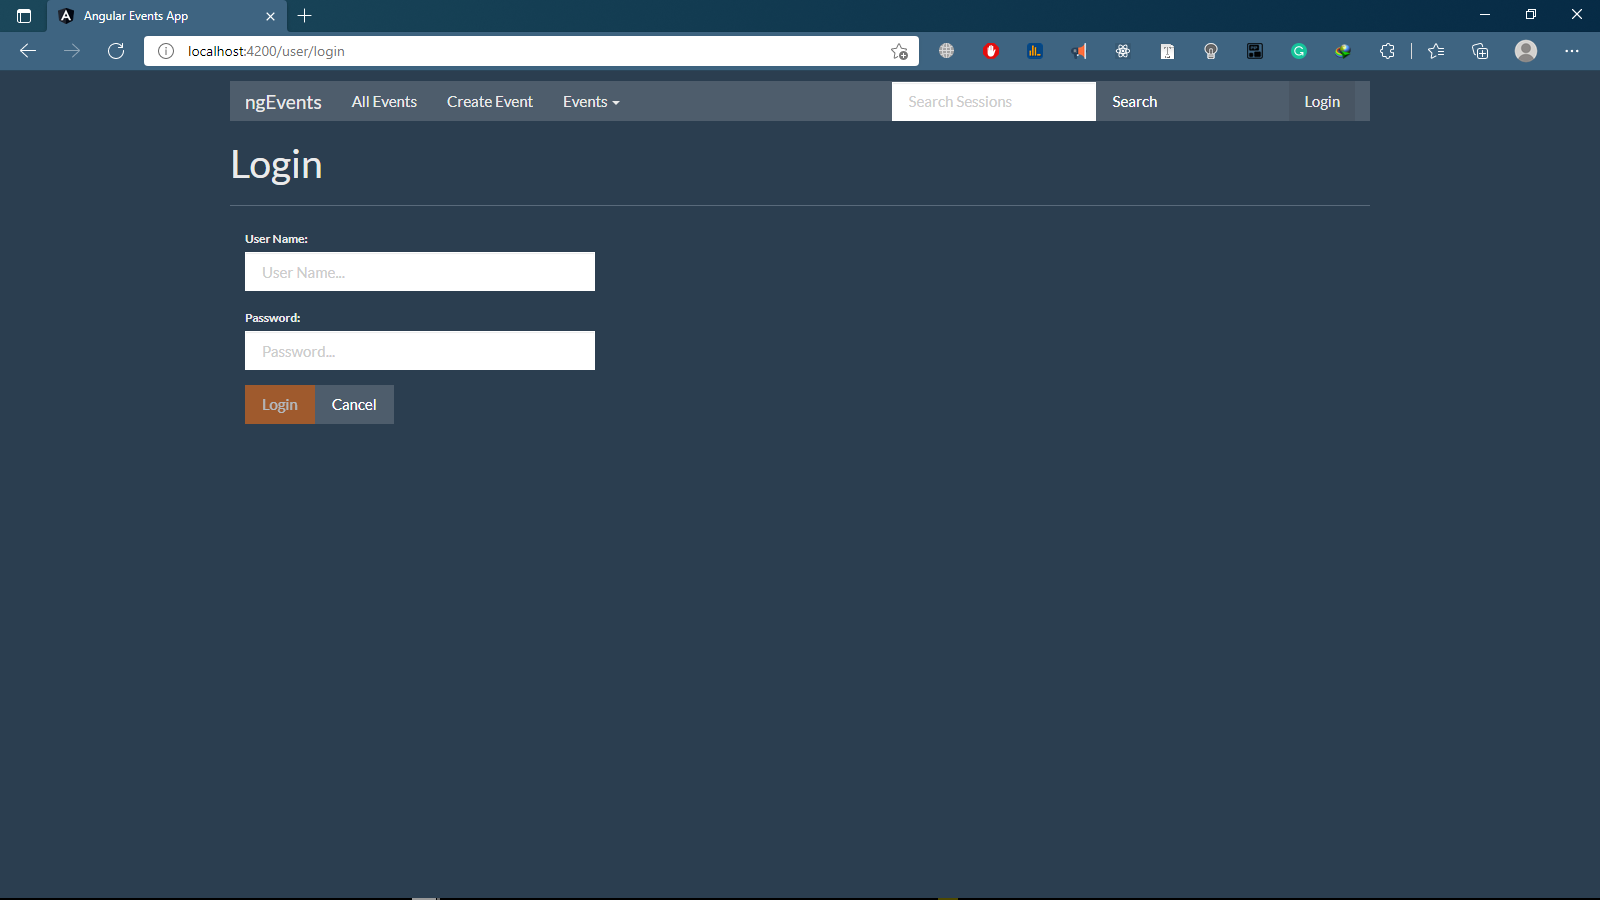 Angular Events App
localhost:4200/user/login
ngEvents All Events Create Event Events Search Sessions Search Login
Login
User Name:
User Name...
Password:
Password...
Login Cancel